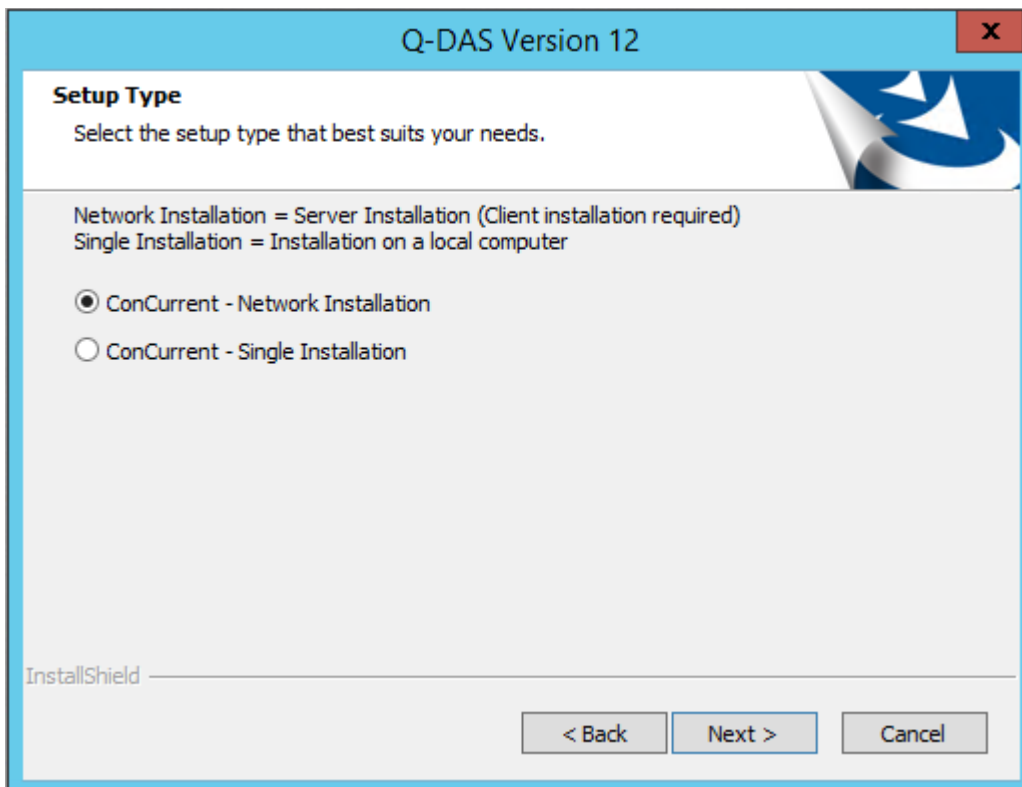 Q-DAS Version 12
x
Setup Type
Select the setup type that best suits your needs.
Network Installation = Server Installation (Client installation required)
Single Installation = Installation on a local computer
ConCurrent - Network Installation
ConCurrent - Single Installation
InstallShield
< Back Next > Cancel